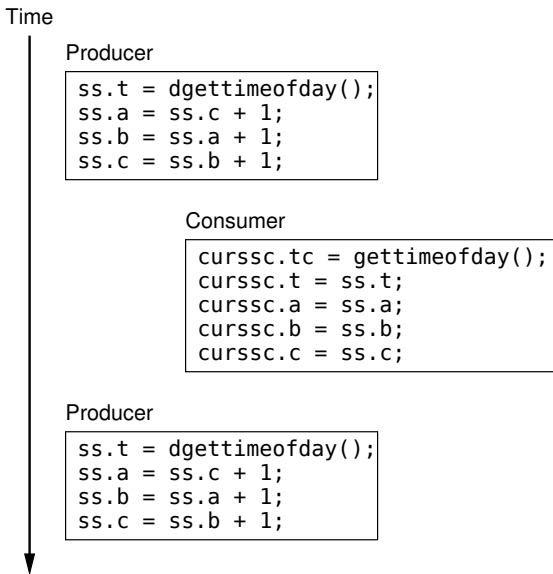 Time
Producer
ss.t = dgettimeofday();
ss.a = ss.c + 1;
ss.b = ss.a + 1;
ss.c = ss.b + 1;
Consumer
curssc.tc = gettimeofday();
curssc.t = ss.t;
curssc.a = ss.a;
curssc.b = ss.b;
curssc.c = ss.c;
Producer
ss.t = dgettimeofday();
ss.a = ss.c + 1;
ss.b = ss.a + 1;
ss.c = ss.b + 1;